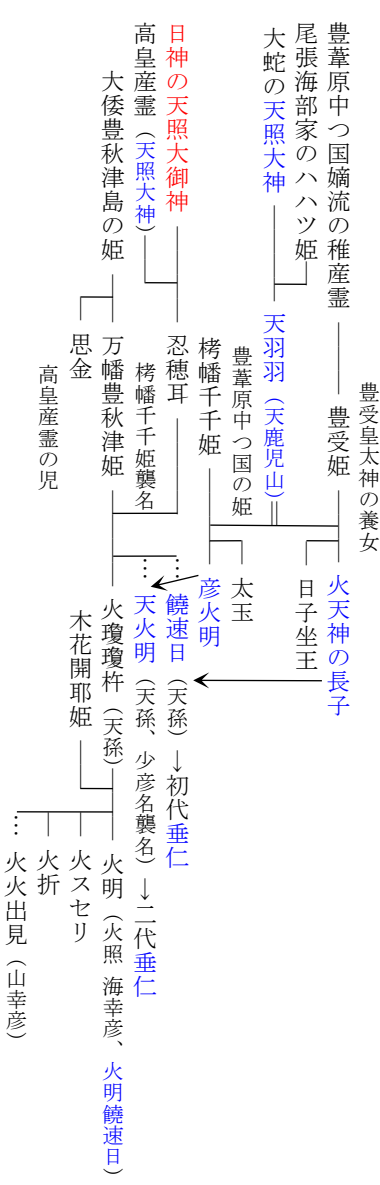 豊受皇太神の養女
豊葦原中つ国嫡流の稚産霊
豊受姫
火天神の長子
尾張海部家のハハツ姫
日子坐王
大蛇の天照大神
天羽羽（天鹿児山）
豊葦原中つ国の姫
太玉
栲幡千千姫
彦火明
日神の天照大御神
忍穂耳
饒速日（天孫）→初代垂仁
高皇産霊（天照大神）
栲幡千千姫襲名
天火明（天孫、少彦名襲名）→二代垂仁
大倭豊秋津島の姫
万幡豊秋津姫
火瓊瓊杵（天孫）
火明（火照 海幸彦、火明饒速日）
思金
木花開耶姫
火スセリ
高皇産霊の児
火折
火火出見（山幸彦）